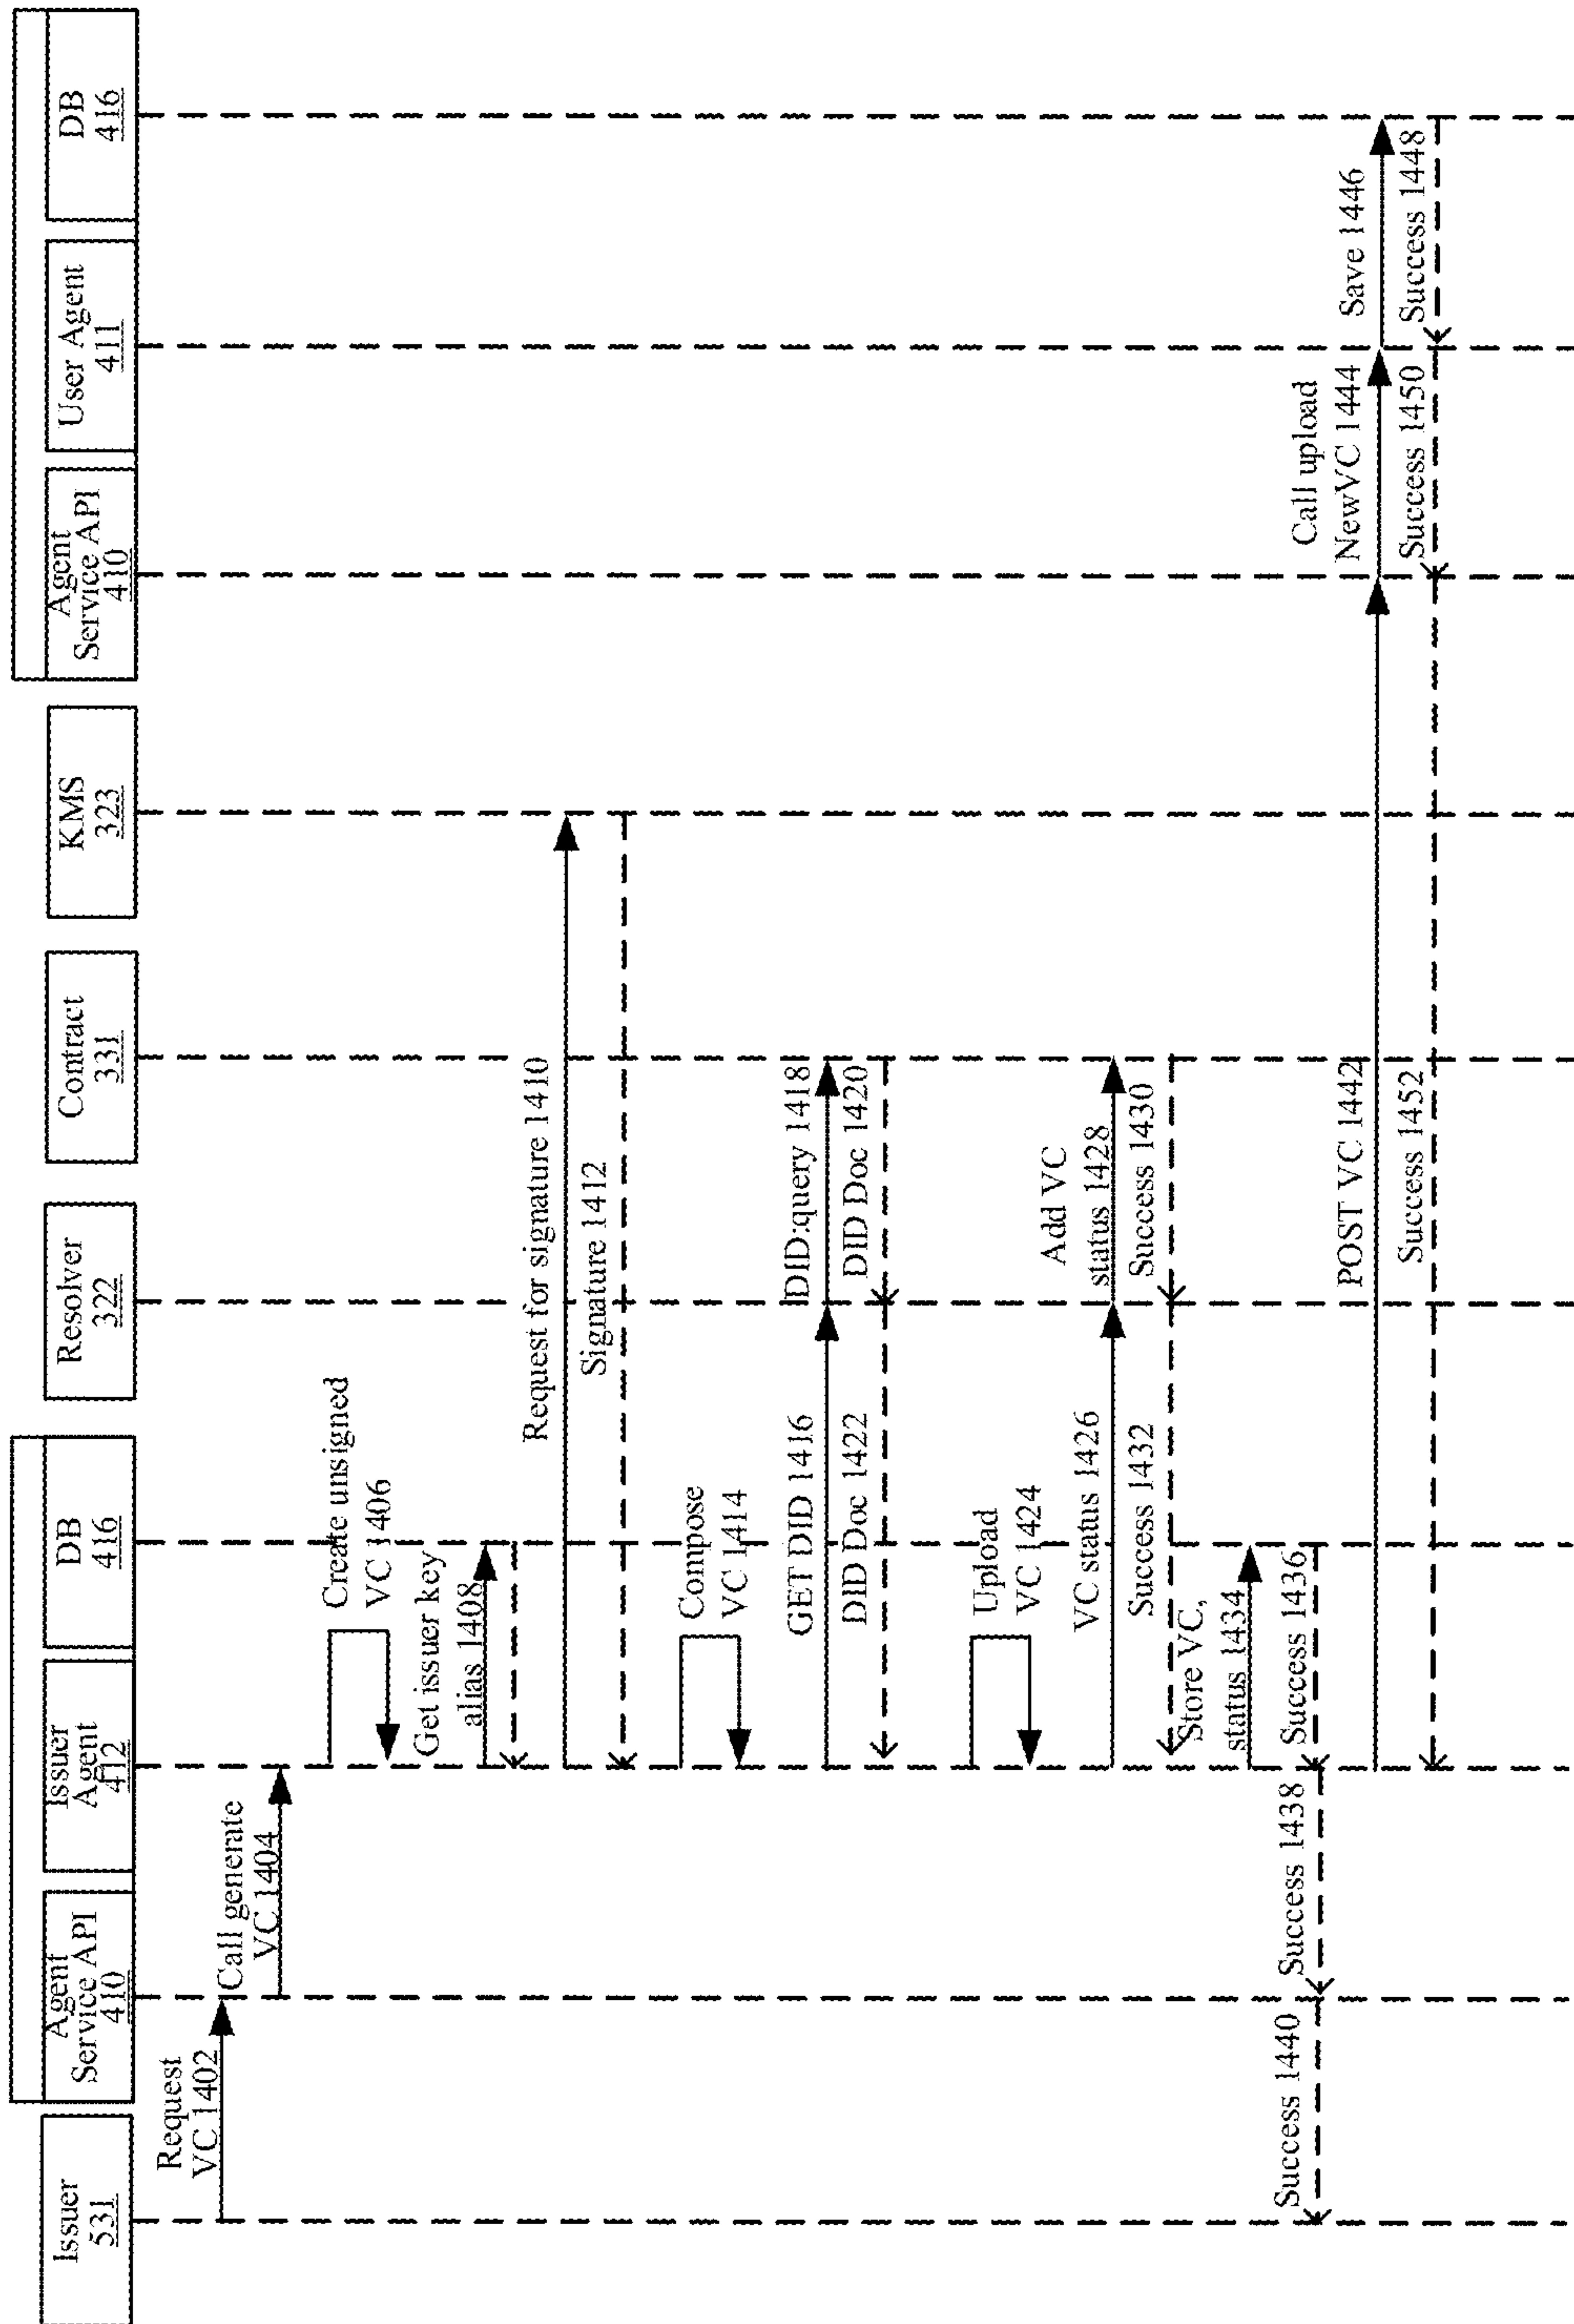 Issuer
531
Agent
Service API
410
Issuer
Agent
412
DB
416
Resolver
322
Contract
331
KMS
323
Agent
Service API
410
User Agent
411
DB
416
Request
VC 1402
Call generate
VC 1404
Create unsigned
VC 1406
Get issuer key
alias 1408
Request for signature 1410
Signature 1412
Compose
VC 1414
GET DID 1416
DID:query 1418
DID Doc 1422
DID Doc 1420
Upload
VC 1424
VC status 1426
Add VC
status 1428
Success 1432
Success 1430
Store VC,
status 1434
Success 1440
Success 1438
Success 1436
POST VC 1442
Call upload
NewVC 1444
Save 1446
Success 1452
Success 1450
Success 1448